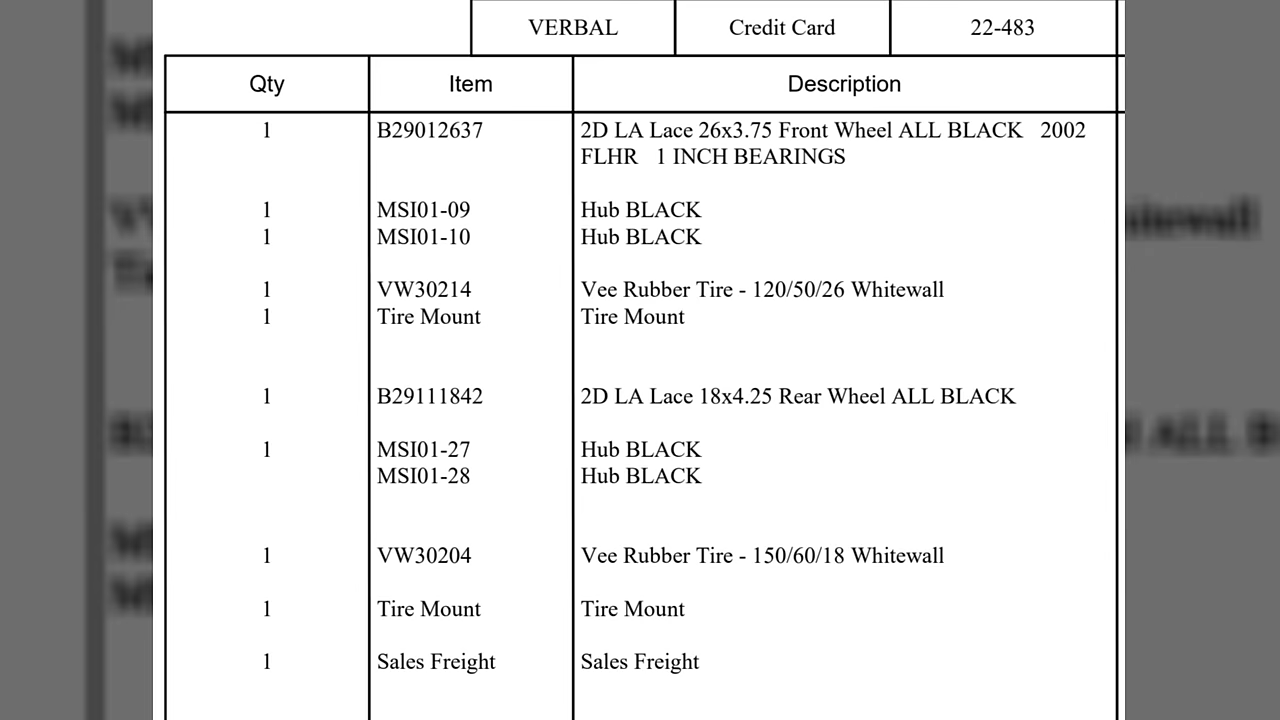 VERBAL Credit Card 22-483
Qty Item Description
1 B29012637 2D LA Lace 26x3.75 Front Wheel ALL BLACK 2002
FLHR 1 INCH BEARINGS
1 MSI01-09 Hub BLACK
1 MSI01-10 Hub BLACK
1 VW30214 Vee Rubber Tire - 120/50/26 Whitewall
1 Tire Mount Tire Mount
1 B29111842 2D LA Lace 18x4.25 Rear Wheel ALL BLACK
1 MSI01-27 Hub BLACK
MSI01-28 Hub BLACK
1 VW30204 Vee Rubber Tire - 150/60/18 Whitewall
1 Tire Mount Tire Mount
1 Sales Freight Sales Freight